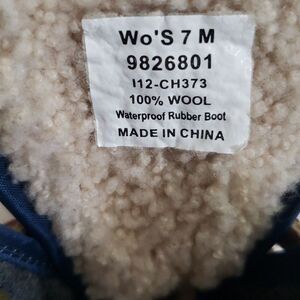 Wo'S 7 M
9826801
I12-CH373
100% WOOL
Waterproof Rubber Boot
MADE IN CHINA